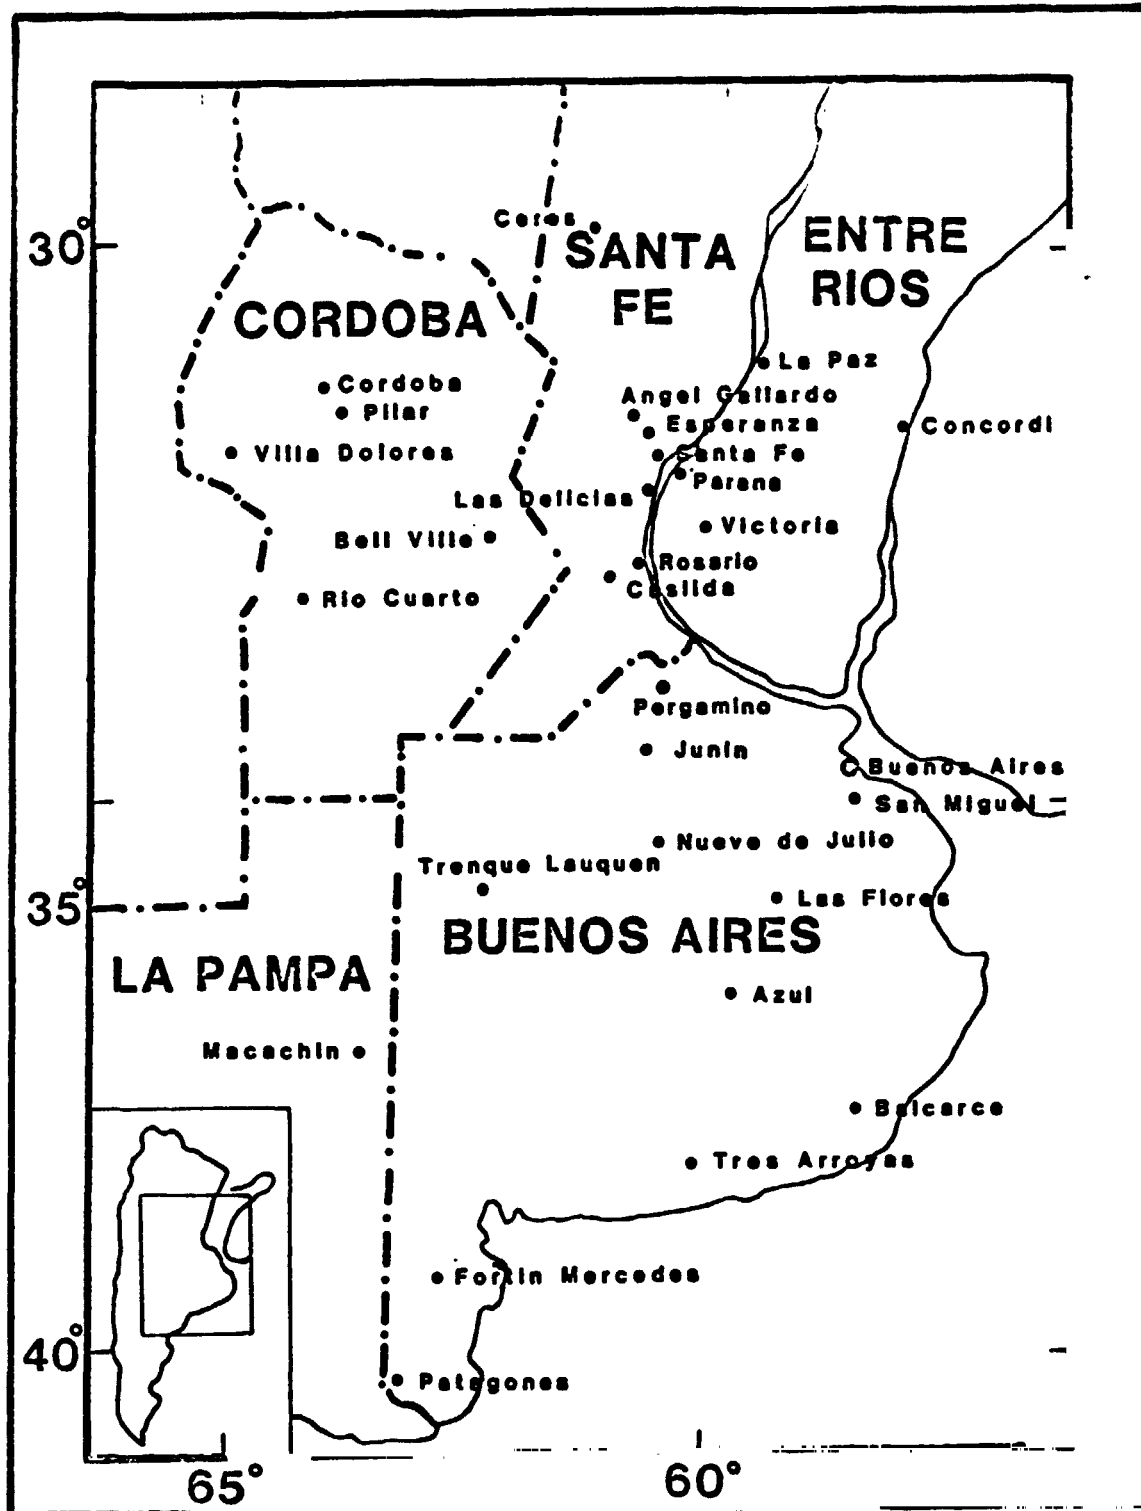 Ceres
30°
SANTA
FE
ENTRE
RIOS
CORDOBA
La Paz
Cordoba
Angel Gallardo
Pilar
Esperanza
Concordi
Villa Dolores
Santa Fe
Parana
Las Delicias
Victoria
Bell Ville
Rosario
Casilda
Rio Cuarto
Pergamino
Junin
Buenos Aires
San Miguel
Nueve de Julio
Trenque Lauquen
Las Flores
35°
BUENOS AIRES
LA PAMPA
Azul
Macachin
Balcarce
Tres Arroyas
Fortin Mercedes
40°
Patagones
65°
60°